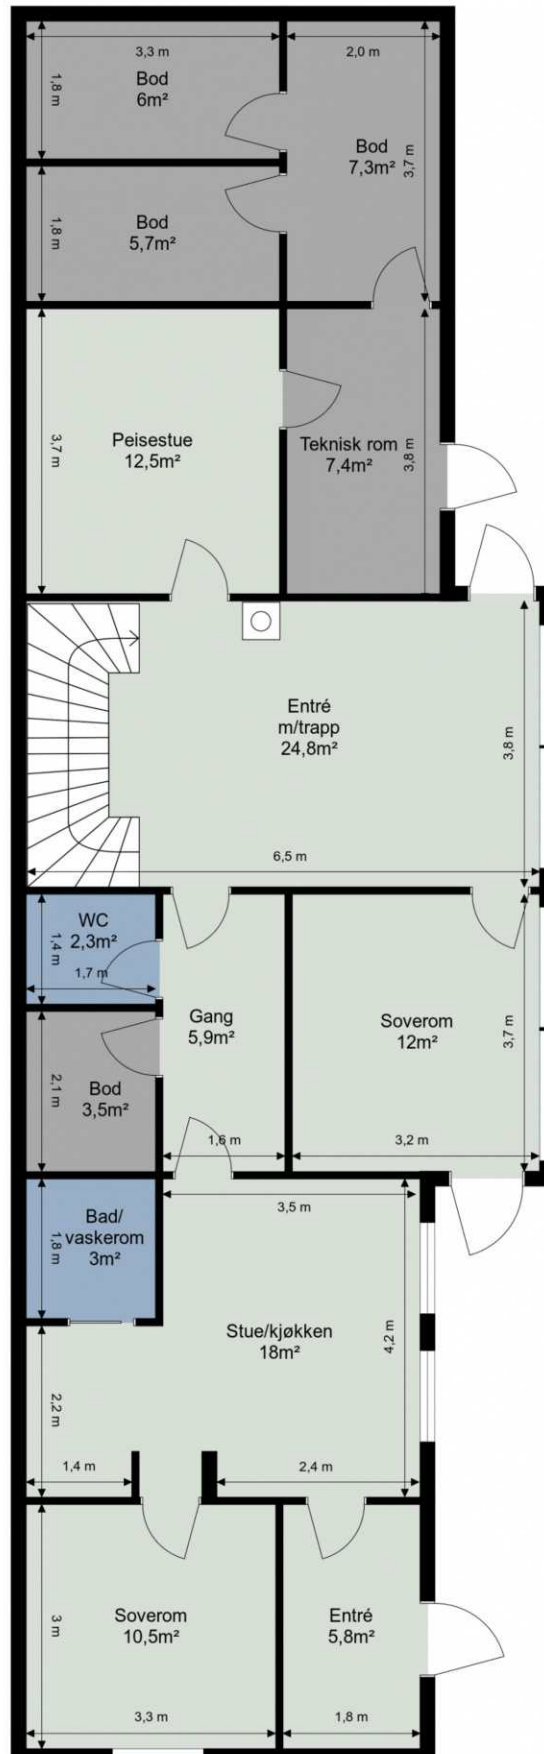 3,3 m
2,0 m
1,8 m
Bod
6m²
Bod
7,3m²
3,7 m
1,8 m
Bod
5,7m²
3,7 m
Peisestue
12,5m²
Teknisk rom
7,4m²
3,8 m
Entré
m/trapp
24,8m²
3,8 m
6,5 m
WC
2,3m²
1,4 m
1,7 m
Gang
5,9m²
Soverom
12m²
3,7 m
2,1 m
Bod
3,5m²
1,6 m
3,2 m
3,5 m
Bad/
vaskerom
3m²
1,8 m
Stue/kjøkken
18m²
4,2 m
2,2 m
1,4 m
2,4 m
Soverom
10,5m²
3 m
Entré
5,8m²
3,3 m
1,8 m